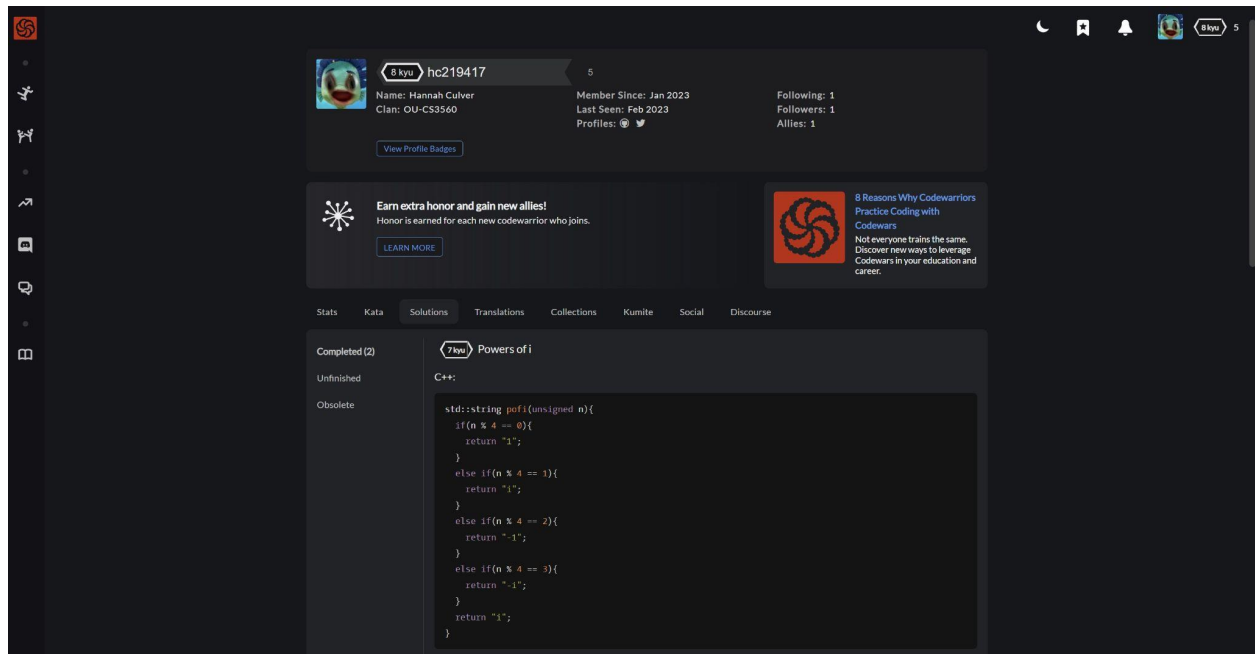 8 kyu 5
8 kyu hc219417 5
Name: Hannah Culver
Clan: OU-CS3560
Member Since: Jan 2023
Last Seen: Feb 2023
Profiles:
Following: 1
Followers: 1
Allies: 1
View Profile Badges
Earn extra honor and gain new allies!
Honor is earned for each new codewarrior who joins.
LEARN MORE
8 Reasons Why Codewarriors
Practice Coding with
Codewars
Not everyone trains the same.
Discover new ways to leverage
Codewars in your education and
career.
Stats Kata Solutions Translations Collections Kumite Social Discourse
Completed (2)
Unfinished
Obsolete
7 kyu Powers of i
C++:
std::string pofi(unsigned n){
if(n % 4 == 0){
return "1";
}
else if(n % 4 == 1){
return "i";
}
else if(n % 4 == 2){
return "-1";
}
else if(n % 4 == 3){
return "-i";
}
return "i";
}